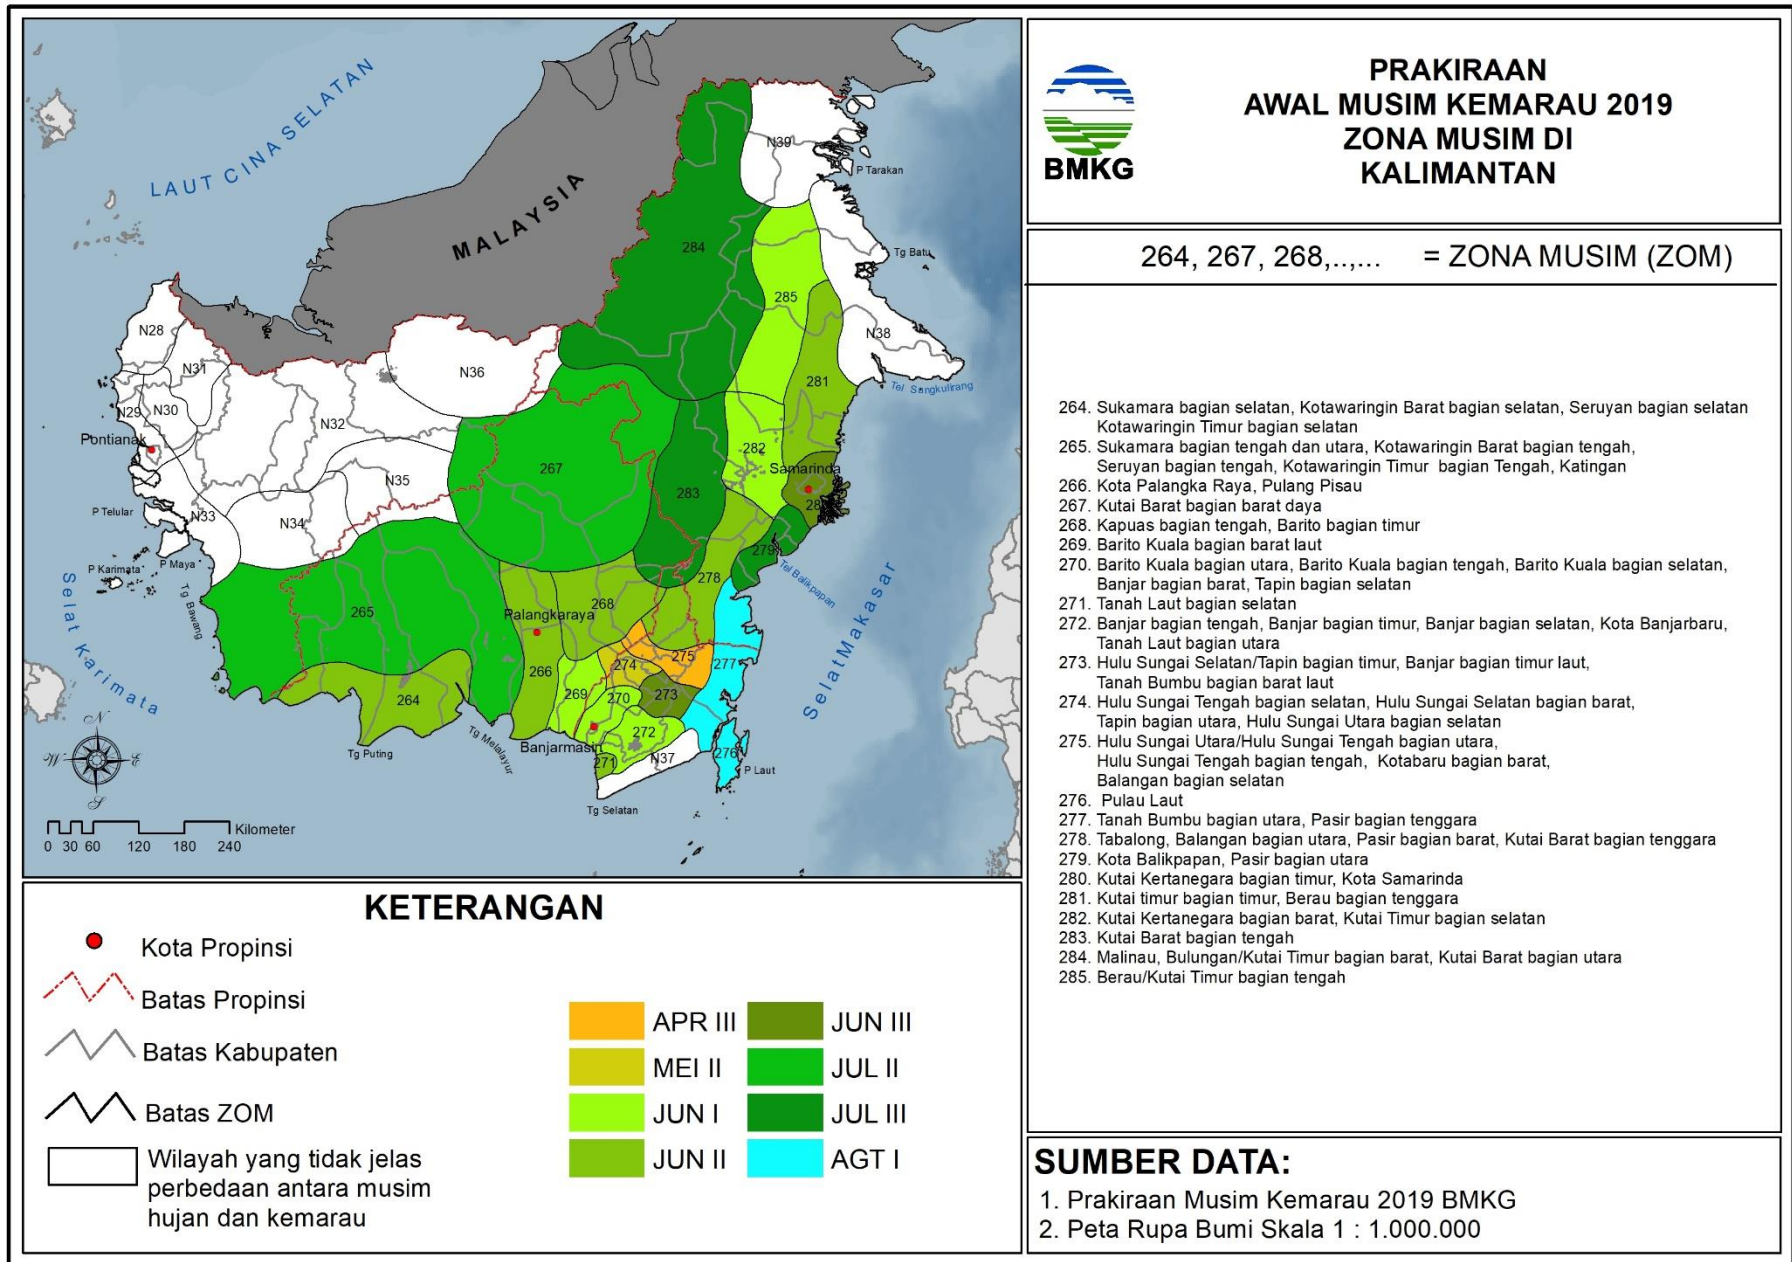 LAUT CINA SELATAN
MALAYSIA
N39
P Tarakan
284
Tg Batu
285
N38
N28
N31
N36
281
Tel Sangkulirang
N29
N30
N32
Pontianak
282
267
Samarinda
N35
283
28
P Telular
N33
N34
279
Tel Balikpapan
P Karimata
P Maya
278
Selat Karimata
Tg Bawang
265
268
Palangkaraya
Selat Makasar
274
275
277
266
269
270
273
264
272
Banjarmasin
N37
276
271
P Laut
Tg Puting
Tg Melalayur
Tg Selatan
N
W
E
S
Kilometer
0 30 60 120 180 240
KETERANGAN
Kota Propinsi
Batas Propinsi
Batas Kabupaten
Batas ZOM
Wilayah yang tidak jelas
perbedaan antara musim
hujan dan kemarau
APR III
MEI II
JUN I
JUN II
JUN III
JUL II
JUL III
AGT I
BMKG
PRAKIRAAN
AWAL MUSIM KEMARAU 2019
ZONA MUSIM DI
KALIMANTAN
264, 267, 268,..,... = ZONA MUSIM (ZOM)
264. Sukamara bagian selatan, Kotawaringin Barat bagian selatan, Seruyan bagian selatan
Kotawaringin Timur bagian selatan
265. Sukamara bagian tengah dan utara, Kotawaringin Barat bagian tengah,
Seruyan bagian tengah, Kotawaringin Timur bagian Tengah, Katingan
266. Kota Palangka Raya, Pulang Pisau
267. Kutai Barat bagian barat daya
268. Kapuas bagian tengah, Barito bagian timur
269. Barito Kuala bagian barat laut
270. Barito Kuala bagian utara, Barito Kuala bagian tengah, Barito Kuala bagian selatan,
Banjar bagian barat, Tapin bagian selatan
271. Tanah Laut bagian selatan
272. Banjar bagian tengah, Banjar bagian timur, Banjar bagian selatan, Kota Banjarbaru,
Tanah Laut bagian utara
273. Hulu Sungai Selatan/Tapin bagian timur, Banjar bagian timur laut,
Tanah Bumbu bagian barat laut
274. Hulu Sungai Tengah bagian selatan, Hulu Sungai Selatan bagian barat,
Tapin bagian utara, Hulu Sungai Utara bagian selatan
275. Hulu Sungai Utara/Hulu Sungai Tengah bagian utara,
Hulu Sungai Tengah bagian tengah, Kotabaru bagian barat,
Balangan bagian selatan
276. Pulau Laut
277. Tanah Bumbu bagian utara, Pasir bagian tenggara
278. Tabalong, Balangan bagian utara, Pasir bagian barat, Kutai Barat bagian tenggara
279. Kota Balikpapan, Pasir bagian utara
280. Kutai Kertanegara bagian timur, Kota Samarinda
281. Kutai timur bagian timur, Berau bagian tenggara
282. Kutai Kertanegara bagian barat, Kutai Timur bagian selatan
283. Kutai Barat bagian tengah
284. Malinau, Bulungan/Kutai Timur bagian barat, Kutai Barat bagian utara
285. Berau/Kutai Timur bagian tengah
SUMBER DATA:
1. Prakiraan Musim Kemarau 2019 BMKG
2. Peta Rupa Bumi Skala 1 : 1.000.000